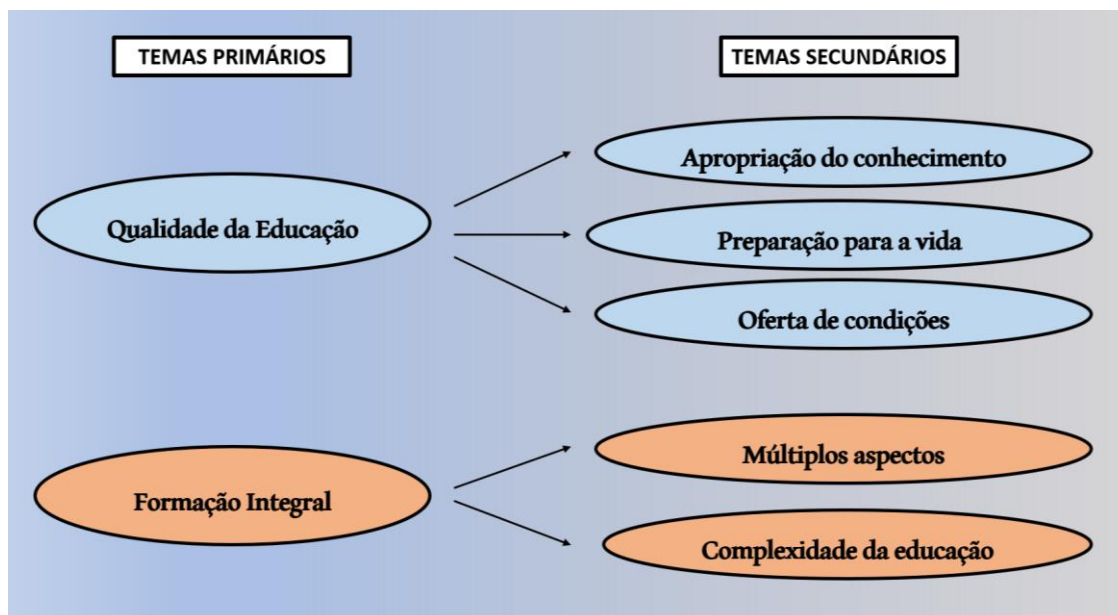 TEMAS PRIMÁRIOS
TEMAS SECUNDÁRIOS
Qualidade da Educação
Apropriação do conhecimento
Preparação para a vida
Oferta de condições
Formação Integral
Múltiplos aspectos
Complexidade da educação